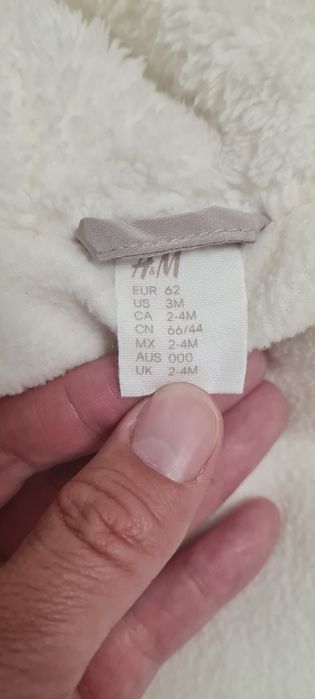 H&M
EUR 62
US 3M
CA 2-4M
CN 66/44
MX 2-4M
AUS 000
UK 2-4M